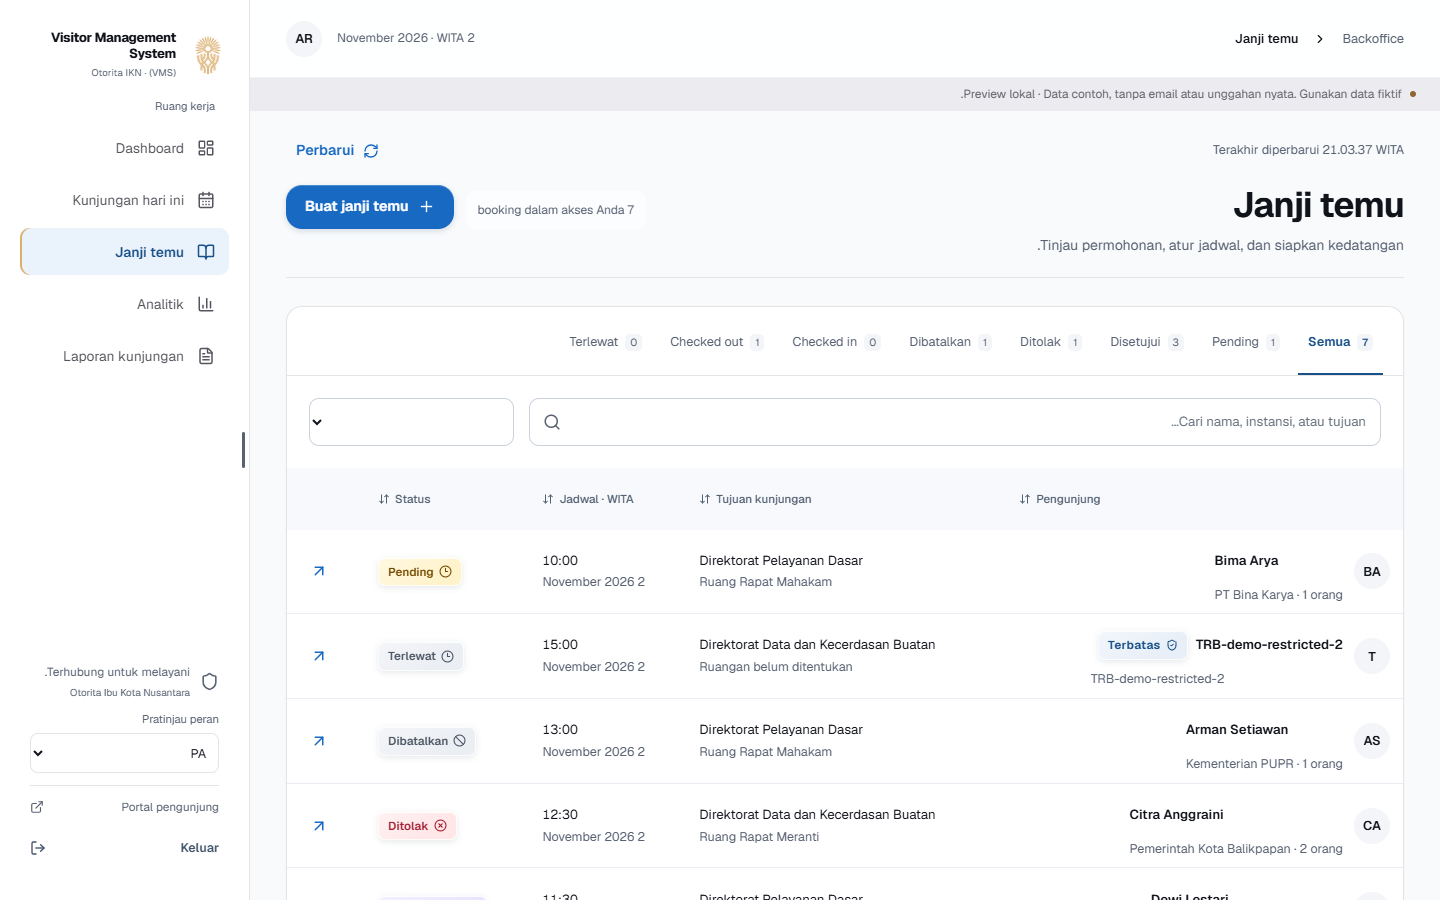 Visitor Management
System
Otorita IKN · (VMS)
Ruang kerja
Dashboard
Kunjungan hari ini
Janji temu
Analitik
Laporan kunjungan
.Terhubung untuk melayani
Otorita Ibu Kota Nusantara
Pratinjau peran
PA
Portal pengunjung
Keluar
AR
November 2026 · WITA 2
Janji temu > Backoffice
.Preview lokal · Data contoh, tanpa email atau unggahan nyata. Gunakan data fiktif
Perbarui
Terakhir diperbarui 21.03.37 WITA
Buat janji temu +
booking dalam akses Anda 7
Janji temu
.Tinjau permohonan, atur jadwal, dan siapkan kedatangan
Terlewat 0 Checked out 1 Checked in 0 Dibatalkan 1 Ditolak 1 Disetujui 3 Pending 1 Semua 7
...Cari nama, instansi, atau tujuan
Status Jadwal · WITA Tujuan kunjungan Pengunjung
Pending 10:00 Direktorat Pelayanan Dasar Bima Arya BA
November 2026 2 Ruang Rapat Mahakam PT Bina Karya · 1 orang
Terlewat 15:00 Direktorat Data dan Kecerdasan Buatan Terbatas TRB-demo-restricted-2 T
November 2026 2 Ruangan belum ditentukan TRB-demo-restricted-2
Dibatalkan 13:00 Direktorat Pelayanan Dasar Arman Setiawan AS
November 2026 2 Ruang Rapat Mahakam Kementerian PUPR · 1 orang
Ditolak 12:30 Direktorat Data dan Kecerdasan Buatan Citra Anggraini CA
November 2026 2 Ruang Rapat Meranti Pemerintah Kota Balikpapan · 2 orang
11:30 Direktorat Pelayanan Dasar Dewi Lestari